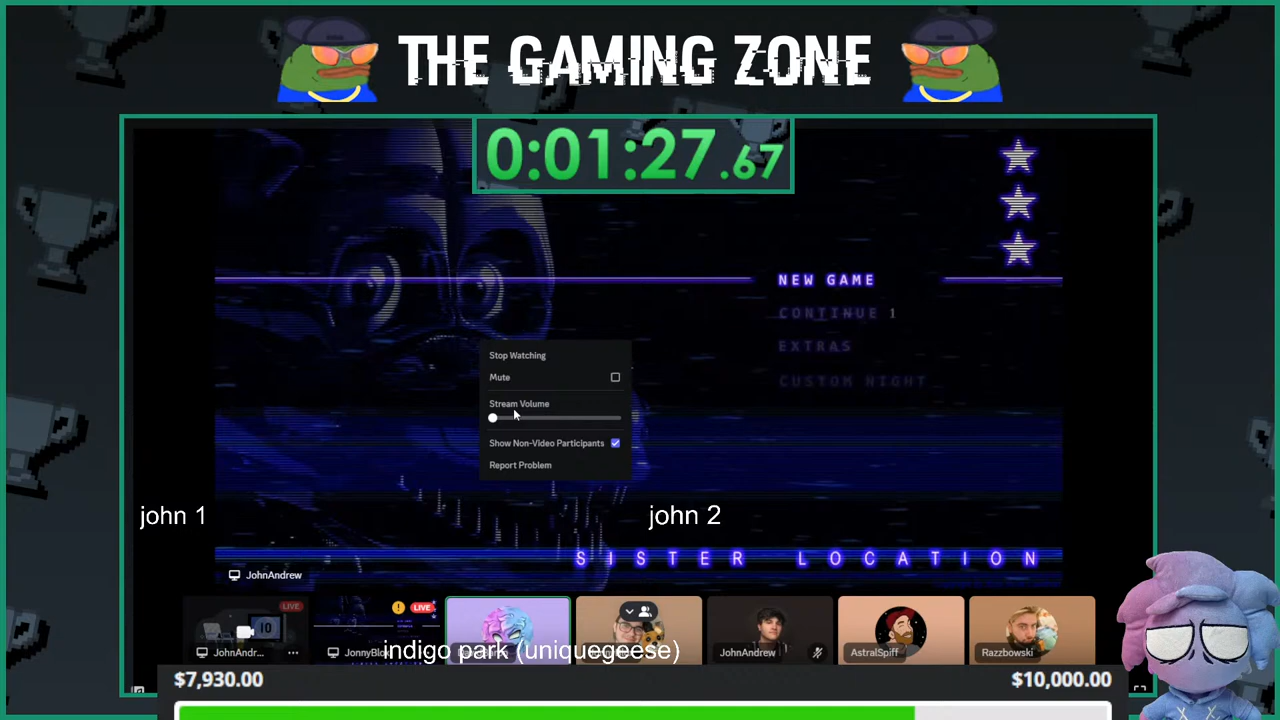 THE GAMING ZONE
0:01:27.67
NEW GAME
CONTINUE 1
EXTRAS
CUSTOM NIGHT
Stop Watching
Mute
Stream Volume
Show Non-Video Participants
Report Problem
john 1
john 2
SISTER LOCATION
JohnAndrew
LIVE
LIVE
10
JohnAndr...
JonnyBlo
JohnAndrew
AstralSpiff
Razzbowski
indigo park (uniquegeese)
$7,930.00
$10,000.00